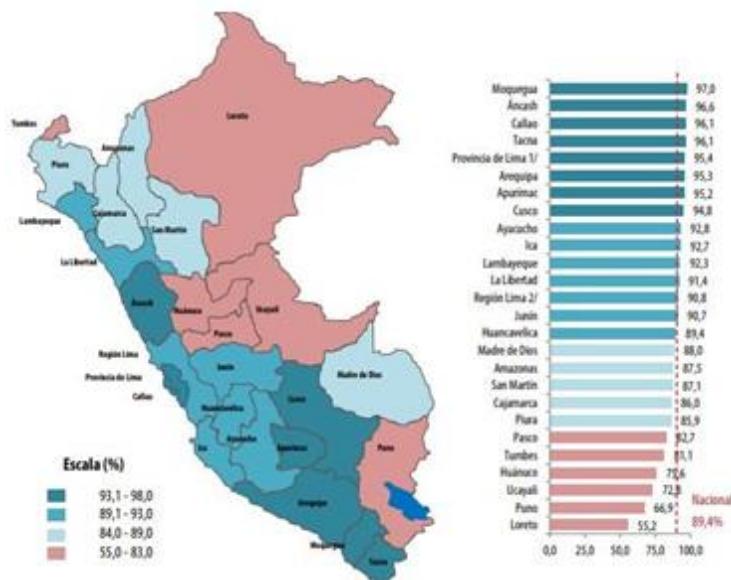 Loreto
Tumbes
Amazonas
Piura
Cajamarca
Lambayeque
San Martín
La Libertad
Áncash
Huánuco
Ucayali
Pasco
Región Lima
Junín
Provincia de Lima
Madre de Dios
Callao
Cusco
Huancavelica
Ica
Ayacucho
Apurímac
Puno
Arequipa
Moquegua
Tacna
Escala (%)
93,1 - 98,0
89,1 - 93,0
84,0 - 89,0
55,0 - 83,0
Moquegua 97,0
Áncash 96,6
Callao 96,1
Tacna 96,1
Provincia de Lima 1/ 95,4
Arequipa 95,3
Apurímac 95,2
Cusco 94,8
Ayacucho 92,8
Ica 92,7
Lambayeque 92,3
La Libertad 91,4
Región Lima 2/ 90,8
Junín 90,7
Huancavelica 89,4
Madre de Dios 88,0
Amazonas 87,5
San Martín 87,1
Cajamarca 86,0
Piura 85,9
Pasco 82,7
Tumbes 81,1
Huánuco 75,6
Ucayali
Puno 66,9
Loreto 55,2
Nacional
89,4%
0,0 25,0 50,0 75,0 100,0